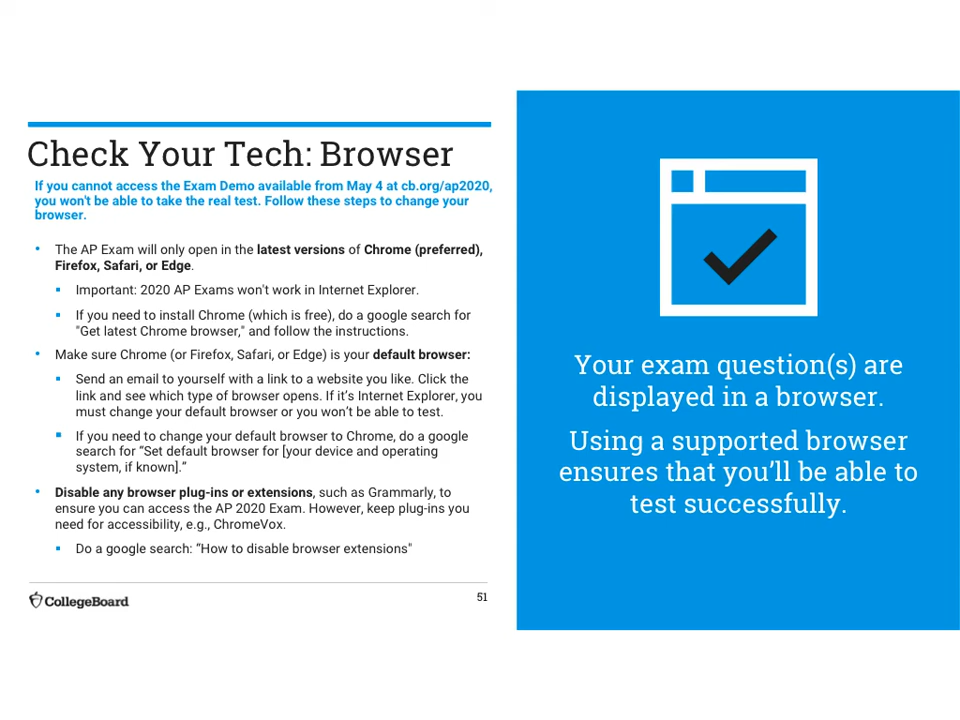 Check Your Tech: Browser
If you cannot access the Exam Demo available from May 4 at cb.org/ap2020,
you won't be able to take the real test. Follow these steps to change your
browser.
• The AP Exam will only open in the latest versions of Chrome (preferred),
Firefox, Safari, or Edge.
▪ Important: 2020 AP Exams won't work in Internet Explorer.
▪ If you need to install Chrome (which is free), do a google search for
"Get latest Chrome browser," and follow the instructions.
• Make sure Chrome (or Firefox, Safari, or Edge) is your default browser:
▪ Send an email to yourself with a link to a website you like. Click the
link and see which type of browser opens. If it’s Internet Explorer, you
must change your default browser or you won’t be able to test.
▪ If you need to change your default browser to Chrome, do a google
search for “Set default browser for [your device and operating
system, if known].”
• Disable any browser plug-ins or extensions, such as Grammarly, to
ensure you can access the AP 2020 Exam. However, keep plug-ins you
need for accessibility, e.g., ChromeVox.
▪ Do a google search: “How to disable browser extensions"
CollegeBoard
51
Your exam question(s) are
displayed in a browser.
Using a supported browser
ensures that you’ll be able to
test successfully.